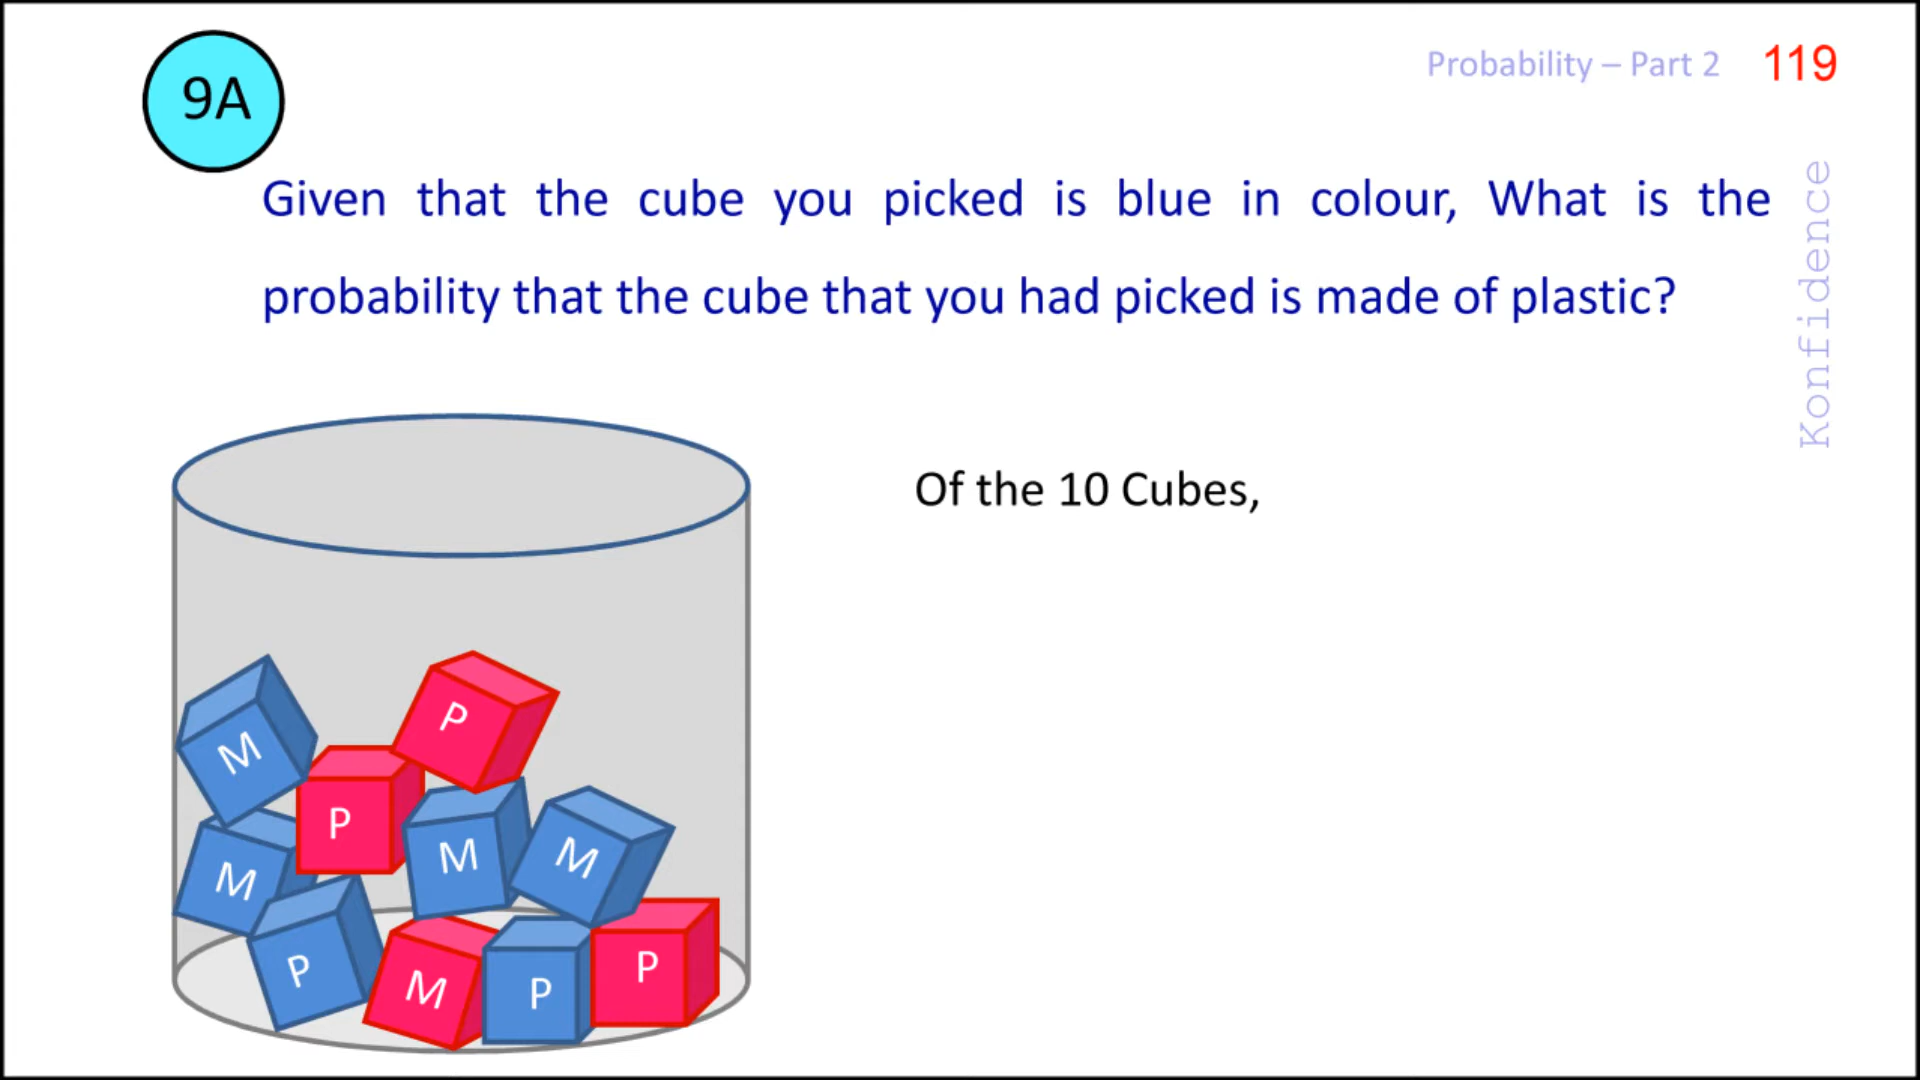 9A
Probability – Part 2 119
Given that the cube you picked is blue in colour, What is the
probability that the cube that you had picked is made of plastic?
Konfidence
Of the 10 Cubes,
P
M
P
M
M
M
P
M
P
P